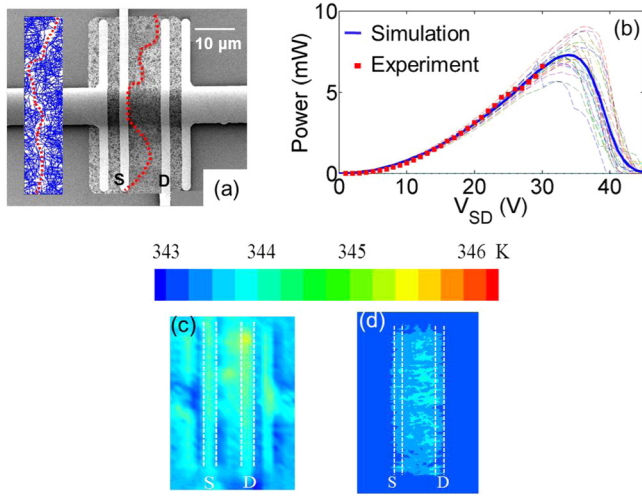 10 µm
S
D
(a)
10
5
0
Power (mW)
(b)
Simulation
Experiment
0
10
20
30
40
V_SD (V)
343
344
345
346 K
(c)
S
D
(d)
S
D